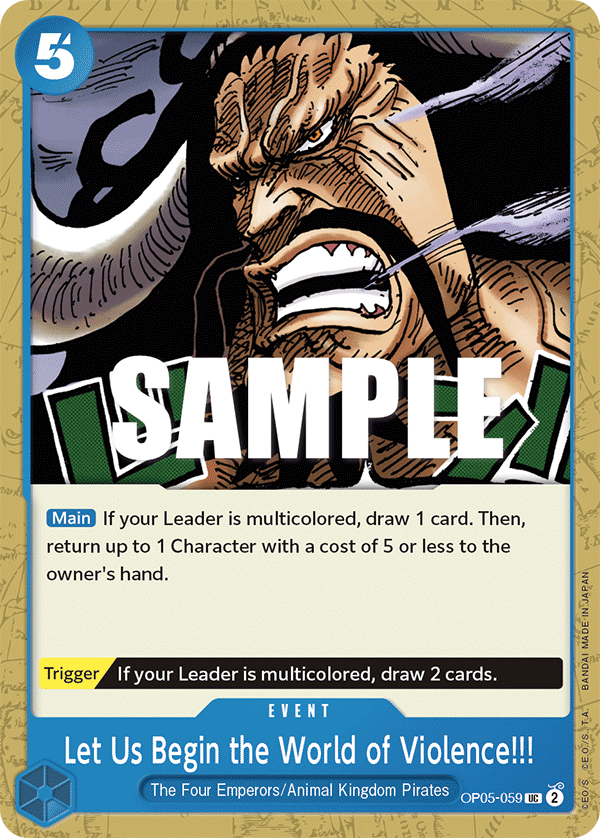 5
SAMPLE
Main If your Leader is multicolored, draw 1 card. Then,
return up to 1 Character with a cost of 5 or less to the
owner's hand.
Trigger If your Leader is multicolored, draw 2 cards.
EVENT
Let Us Begin the World of Violence!!!
The Four Emperors/Animal Kingdom Pirates
OP05-059 UC 2
©E.O./S. ©E.O./S.,T.A. BANDAI MADE IN JAPAN